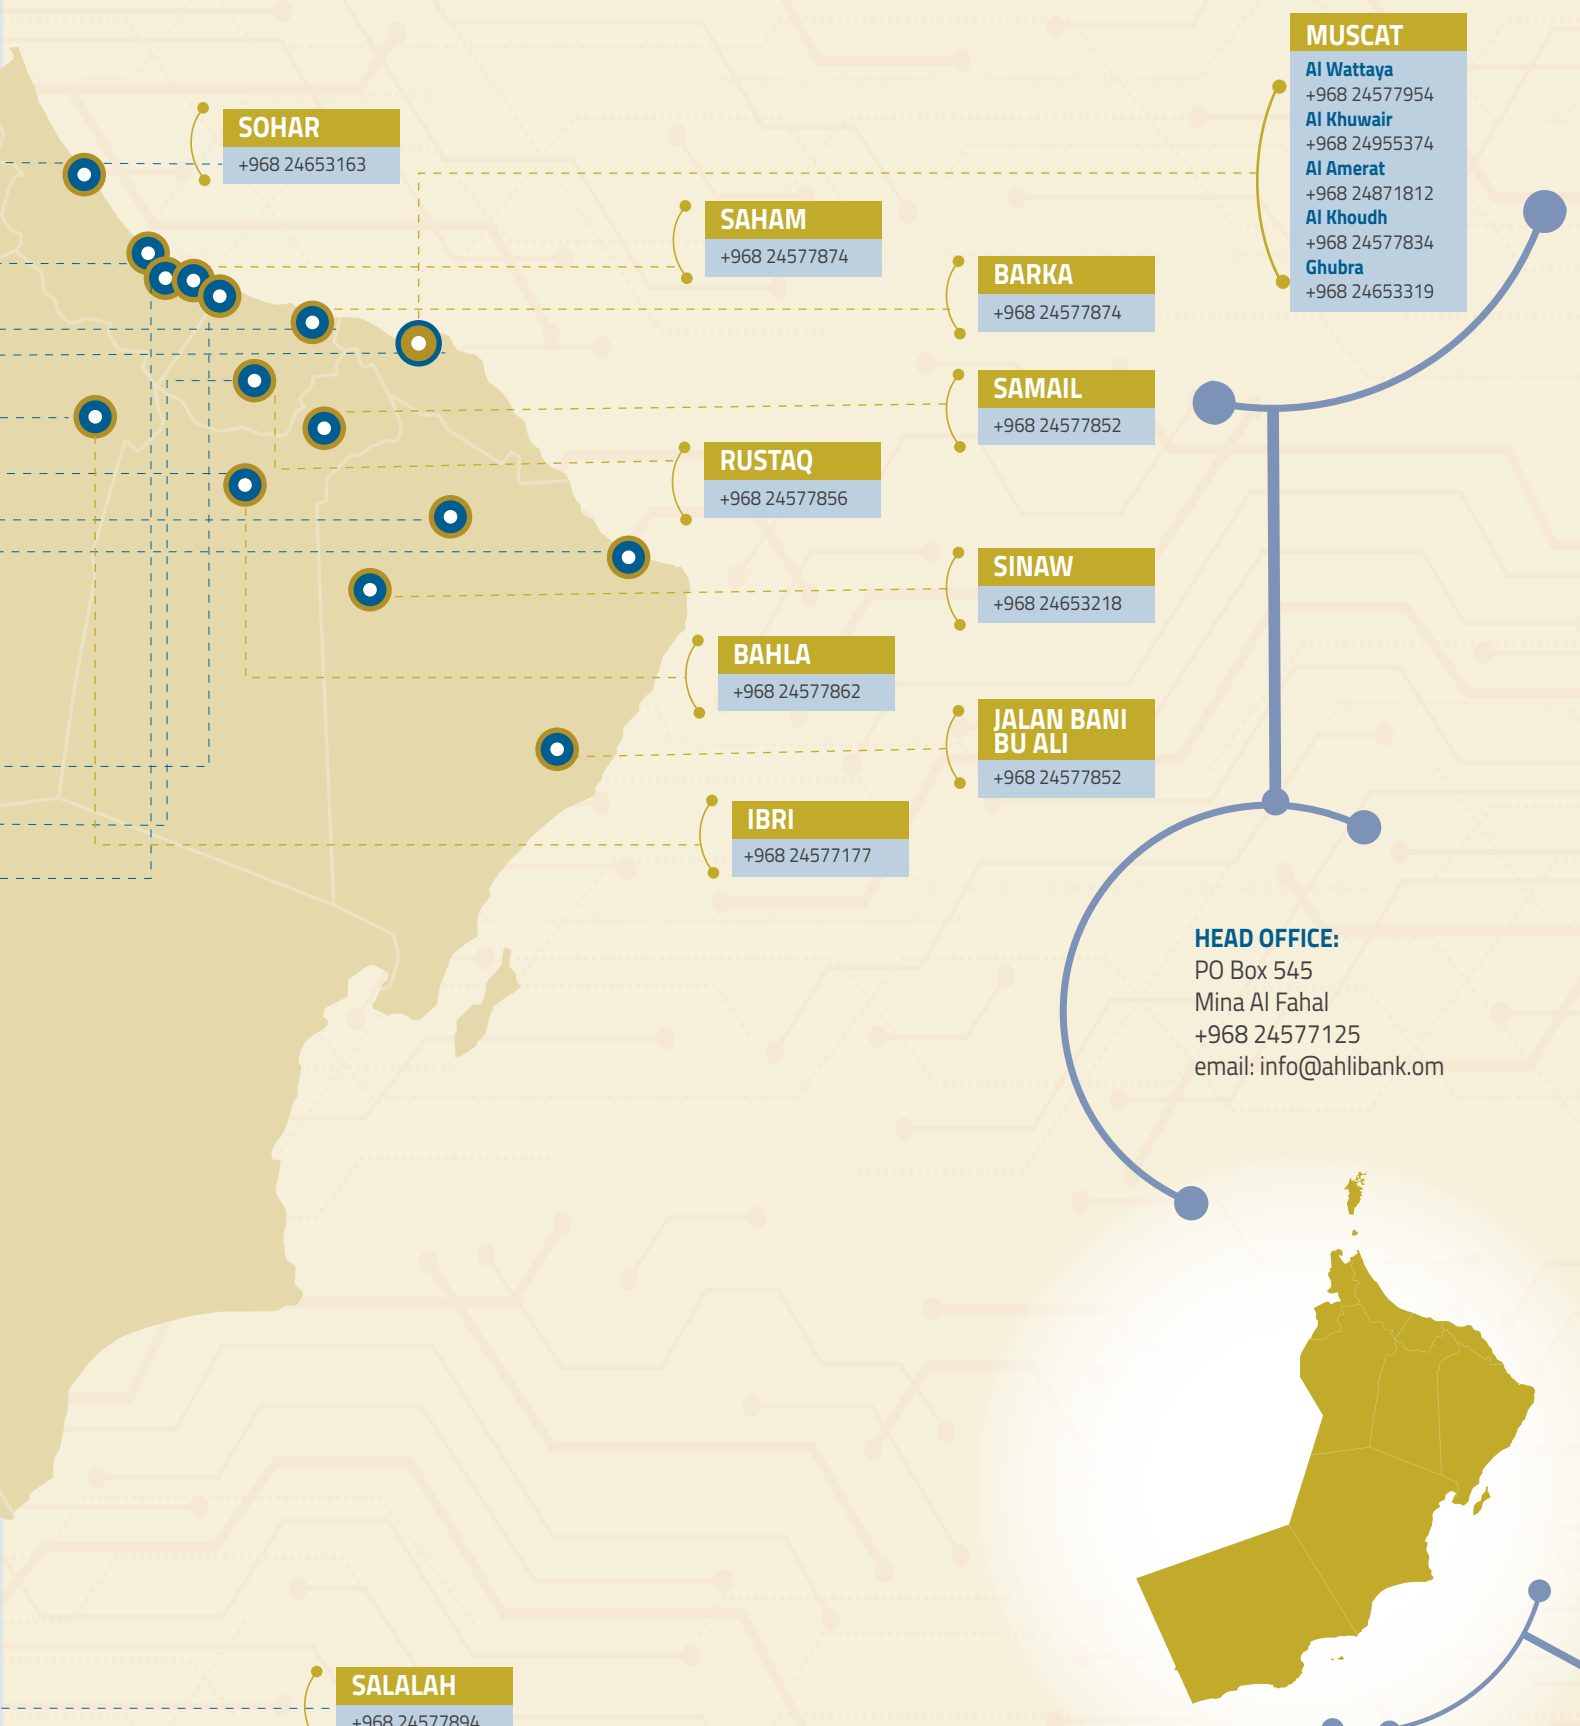 MUSCAT
Al Wattaya
+968 24577954
Al Khuwair
+968 24955374
Al Amerat
+968 24871812
Al Khoudh
+968 24577834
Ghubra
+968 24653319
SOHAR
+968 24653163
SAHAM
+968 24577874
BARKA
+968 24577874
SAMAIL
+968 24577852
RUSTAQ
+968 24577856
SINAW
+968 24653218
BAHLA
+968 24577862
JALAN BANI
BU ALI
+968 24577852
IBRI
+968 24577177
HEAD OFFICE:
PO Box 545
Mina Al Fahal
+968 24577125
email: info@ahlibank.om
SALALAH
+968 24577894